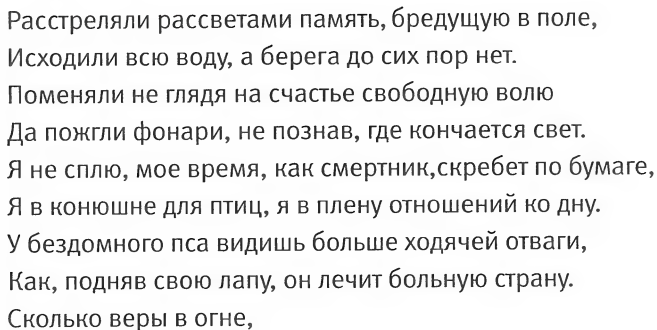 Расстреляли рассветами память, бредущую в поле,
Исходили всю воду, а берега до сих пор нет.
Поменяли не глядя на счастье свободную волю
Да пожгли фонари, не познав, где кончается свет.
Я не сплю, мое время, как смертник,скребет по бумаге,
Я в конюшне для птиц, я в плену отношений ко дну.
У бездомного пса видишь больше ходячей отваги,
Как, подняв свою лапу, он лечит больную страну.
Сколько веры в огне,